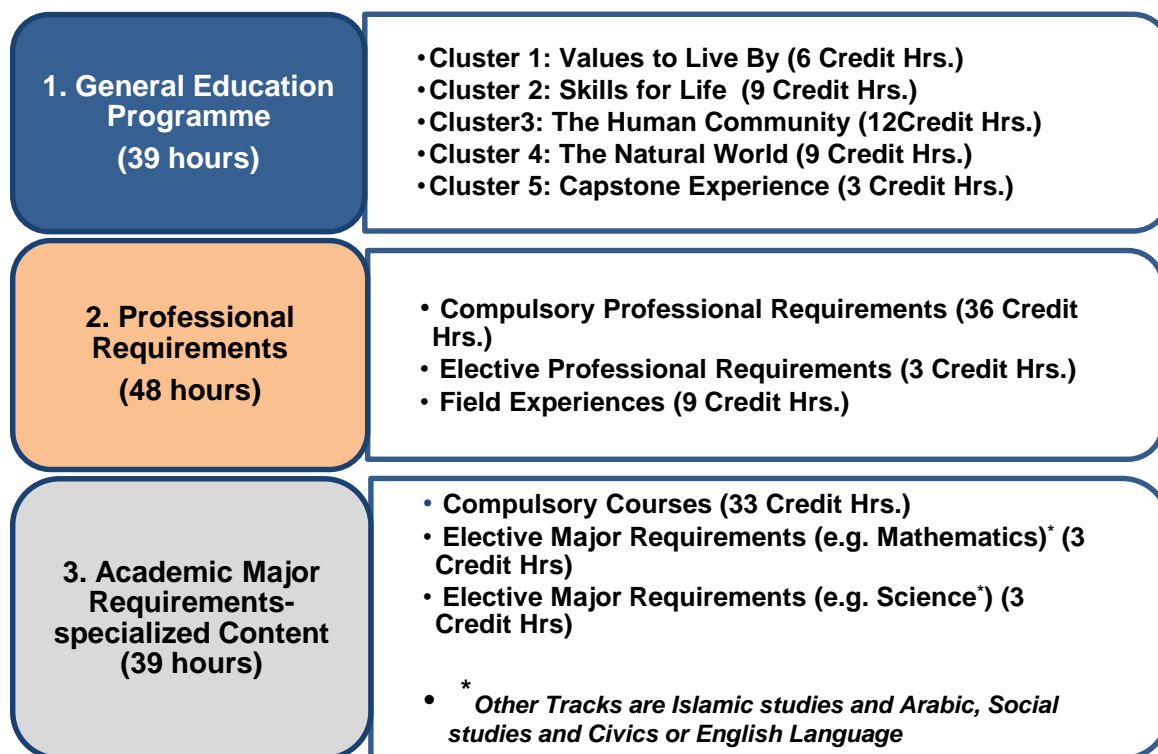 1. General Education
Programme
(39 hours)
•Cluster 1: Values to Live By (6 Credit Hrs.)
•Cluster 2: Skills for Life (9 Credit Hrs.)
•Cluster3: The Human Community (12Credit Hrs.)
•Cluster 4: The Natural World (9 Credit Hrs.)
•Cluster 5: Capstone Experience (3 Credit Hrs.)
2. Professional
Requirements
(48 hours)
• Compulsory Professional Requirements (36 Credit
Hrs.)
• Elective Professional Requirements (3 Credit Hrs.)
• Field Experiences (9 Credit Hrs.)
3. Academic Major
Requirements-
specialized Content
(39 hours)
• Compulsory Courses (33 Credit Hrs.)
• Elective Major Requirements (e.g. Mathematics)* (3
Credit Hrs)
• Elective Major Requirements (e.g. Science*) (3
Credit Hrs)
• *Other Tracks are Islamic studies and Arabic, Social
studies and Civics or English Language